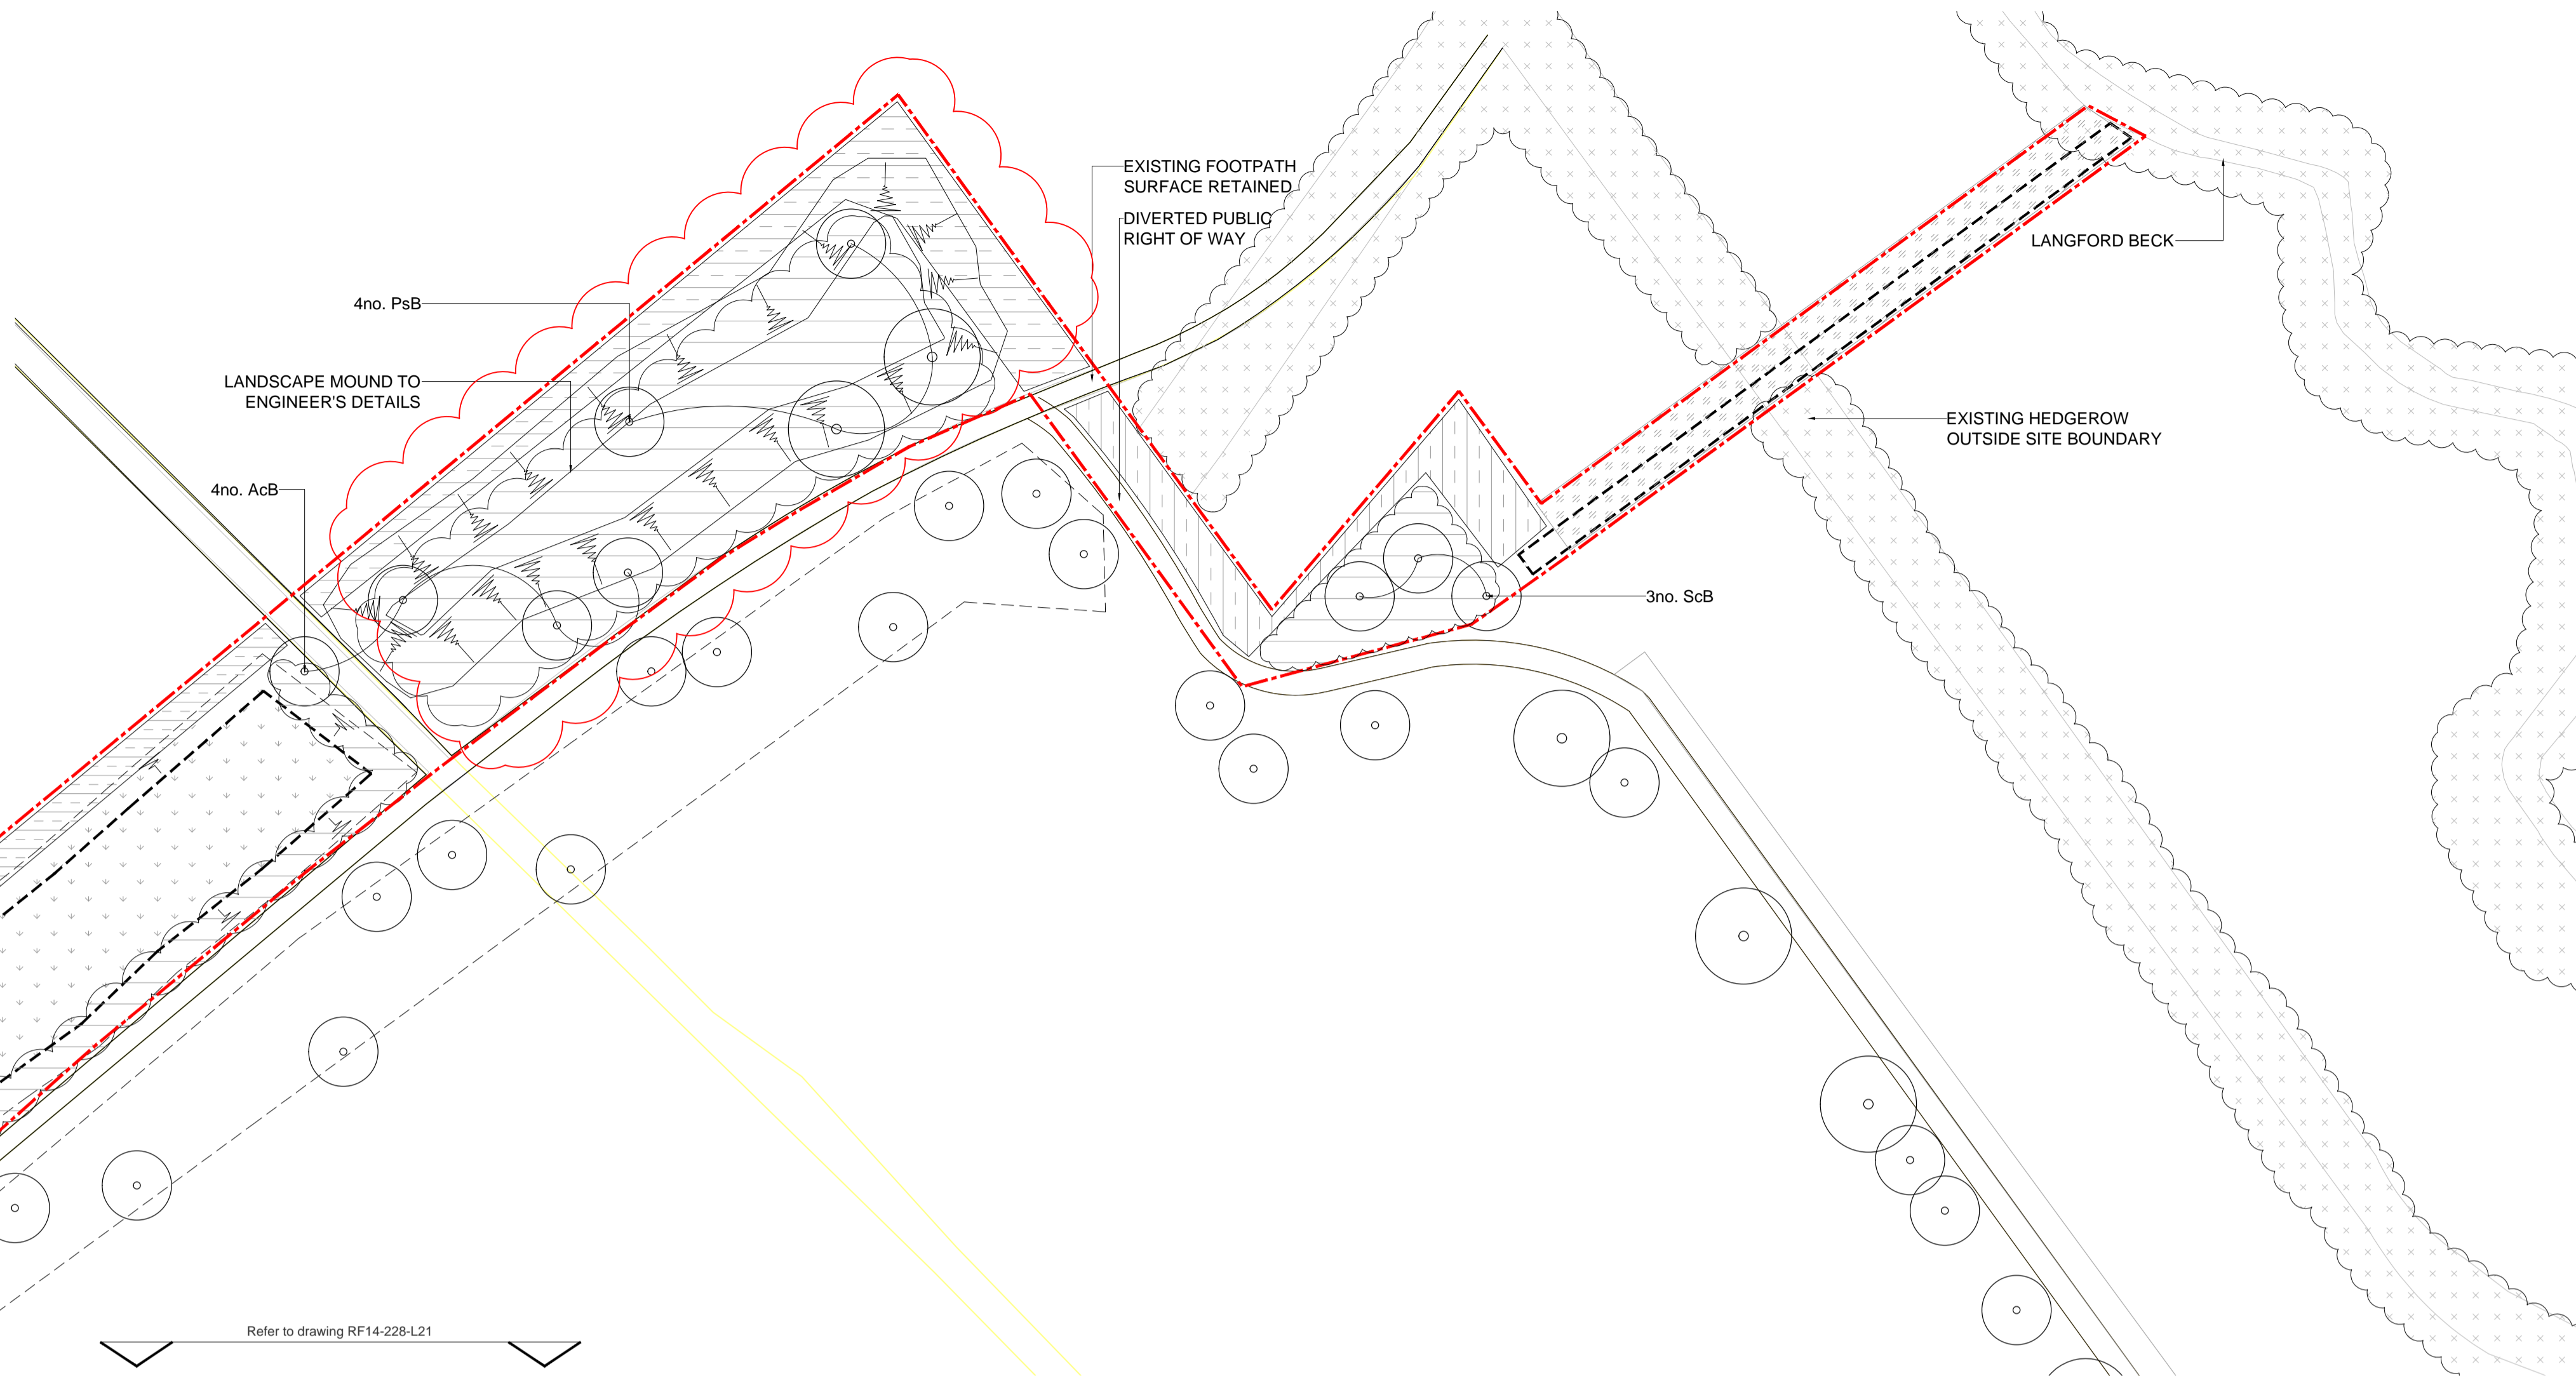 EXISTING FOOTPATH
SURFACE RETAINED
DIVERTED PUBLIC
RIGHT OF WAY
LANGFORD BECK
4no. PsB
LANDSCAPE MOUND TO
ENGINEER'S DETAILS
EXISTING HEDGEROW
OUTSIDE SITE BOUNDARY
4no. AcB
3no. ScB
Refer to drawing RF14-228-L21